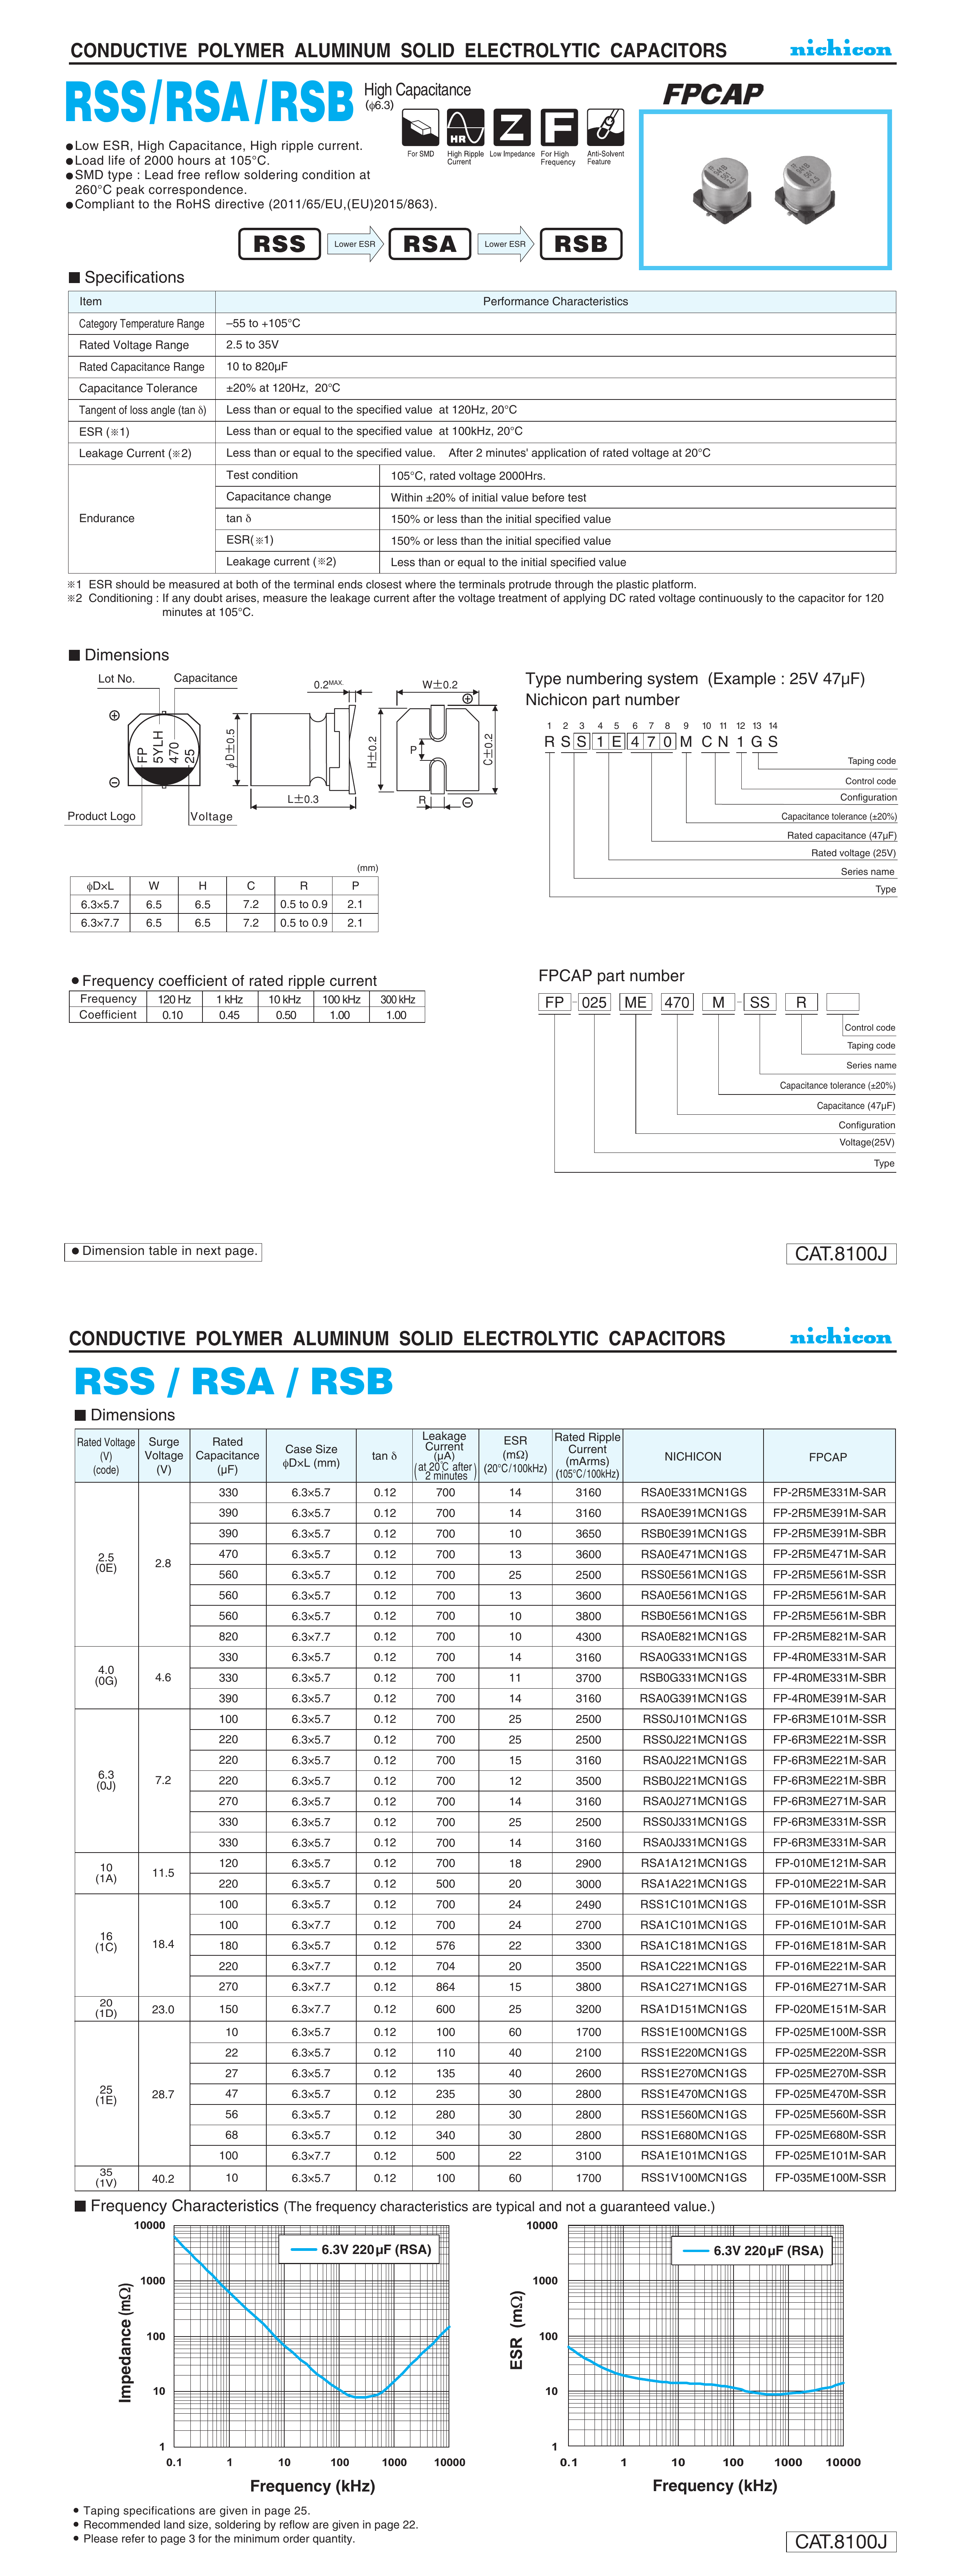 CONDUCTIVE POLYMER ALUMINUM SOLID ELECTROLYTIC CAPACITORS nichicon
RSS/RSA/RSB High Capacitance
(φ6.3)
FPCAP
HR Z F
For SMD High Ripple Current Low Impedance For High Frequency Anti-Solvent Feature
●Low ESR, High Capacitance, High ripple current.
●Load life of 2000 hours at 105°C.
●SMD type : Lead free reflow soldering condition at
260°C peak correspondence.
●Compliant to the RoHS directive (2011/65/EU,(EU)2015/863).
RSS Lower ESR RSA Lower ESR RSB
■ Specifications
Item Performance Characteristics
Category Temperature Range –55 to +105°C
Rated Voltage Range 2.5 to 35V
Rated Capacitance Range 10 to 820µF
Capacitance Tolerance ±20% at 120Hz, 20°C
Tangent of loss angle (tan δ) Less than or equal to the specified value at 120Hz, 20°C
ESR (※1) Less than or equal to the specified value at 100kHz, 20°C
Leakage Current (※2) Less than or equal to the specified value. After 2 minutes' application of rated voltage at 20°C
Endurance
Test condition 105°C, rated voltage 2000Hrs.
Capacitance change Within ±20% of initial value before test
tan δ 150% or less than the initial specified value
ESR(※1) 150% or less than the initial specified value
Leakage current (※2) Less than or equal to the initial specified value
※1 ESR should be measured at both of the terminal ends closest where the terminals protrude through the plastic platform.
※2 Conditioning : If any doubt arises, measure the leakage current after the voltage treatment of applying DC rated voltage continuously to the capacitor for 120
minutes at 105°C.
■ Dimensions
Lot No. Capacitance
FP 5YLH 470 25
Product Logo Voltage
0.2MAX.
φD±0.5
L±0.3
W±0.2
H±0.2
C±0.2
P
R
(mm)
φD×L W H C R P
6.3×5.7 6.5 6.5 7.2 0.5 to 0.9 2.1
6.3×7.7 6.5 6.5 7.2 0.5 to 0.9 2.1
Type numbering system (Example : 25V 47µF)
Nichicon part number
1 2 3 4 5 6 7 8 9 10 11 12 13 14
R S S 1 E 4 7 0 M C N 1 G S
Taping code
Control code
Configuration
Capacitance tolerance (±20%)
Rated capacitance (47µF)
Rated voltage (25V)
Series name
Type
● Frequency coefficient of rated ripple current
Frequency 120 Hz 1 kHz 10 kHz 100 kHz 300 kHz
Coefficient 0.10 0.45 0.50 1.00 1.00
FPCAP part number
FP – 025 ME 470 M – SS R
Control code
Taping code
Series name
Capacitance tolerance (±20%)
Capacitance (47µF)
Configuration
Voltage(25V)
Type
● Dimension table in next page.
CAT.8100J
CONDUCTIVE POLYMER ALUMINUM SOLID ELECTROLYTIC CAPACITORS nichicon
RSS / RSA / RSB
■ Dimensions
Rated Voltage (V) (code) Surge Voltage (V) Rated Capacitance (µF) Case Size φD×L (mm) tan δ Leakage Current (µA) (at 20℃ after 2 minutes) ESR (mΩ) (20°C/100kHz) Rated Ripple Current (mArms) (105°C/100kHz) NICHICON FPCAP
2.5 (0E) 2.8
330 6.3×5.7 0.12 700 14 3160 RSA0E331MCN1GS FP-2R5ME331M-SAR
390 6.3×5.7 0.12 700 14 3160 RSA0E391MCN1GS FP-2R5ME391M-SAR
390 6.3×5.7 0.12 700 10 3650 RSB0E391MCN1GS FP-2R5ME391M-SBR
470 6.3×5.7 0.12 700 13 3600 RSA0E471MCN1GS FP-2R5ME471M-SAR
560 6.3×5.7 0.12 700 25 2500 RSS0E561MCN1GS FP-2R5ME561M-SSR
560 6.3×5.7 0.12 700 13 3600 RSA0E561MCN1GS FP-2R5ME561M-SAR
560 6.3×5.7 0.12 700 10 3800 RSB0E561MCN1GS FP-2R5ME561M-SBR
820 6.3×7.7 0.12 700 10 4300 RSA0E821MCN1GS FP-2R5ME821M-SAR
4.0 (0G) 4.6
330 6.3×5.7 0.12 700 14 3160 RSA0G331MCN1GS FP-4R0ME331M-SAR
330 6.3×5.7 0.12 700 11 3700 RSB0G331MCN1GS FP-4R0ME331M-SBR
390 6.3×5.7 0.12 700 14 3160 RSA0G391MCN1GS FP-4R0ME391M-SAR
6.3 (0J) 7.2
100 6.3×5.7 0.12 700 25 2500 RSS0J101MCN1GS FP-6R3ME101M-SSR
220 6.3×5.7 0.12 700 25 2500 RSS0J221MCN1GS FP-6R3ME221M-SSR
220 6.3×5.7 0.12 700 15 3160 RSA0J221MCN1GS FP-6R3ME221M-SAR
220 6.3×5.7 0.12 700 12 3500 RSB0J221MCN1GS FP-6R3ME221M-SBR
270 6.3×5.7 0.12 700 14 3160 RSA0J271MCN1GS FP-6R3ME271M-SAR
330 6.3×5.7 0.12 700 25 2500 RSS0J331MCN1GS FP-6R3ME331M-SSR
330 6.3×5.7 0.12 700 14 3160 RSA0J331MCN1GS FP-6R3ME331M-SAR
10 (1A) 11.5
120 6.3×5.7 0.12 700 18 2900 RSA1A121MCN1GS FP-010ME121M-SAR
220 6.3×5.7 0.12 500 20 3000 RSA1A221MCN1GS FP-010ME221M-SAR
16 (1C) 18.4
100 6.3×5.7 0.12 700 24 2490 RSS1C101MCN1GS FP-016ME101M-SSR
100 6.3×7.7 0.12 700 24 2700 RSA1C101MCN1GS FP-016ME101M-SAR
180 6.3×5.7 0.12 576 22 3300 RSA1C181MCN1GS FP-016ME181M-SAR
220 6.3×7.7 0.12 704 20 3500 RSA1C221MCN1GS FP-016ME221M-SAR
270 6.3×7.7 0.12 864 15 3800 RSA1C271MCN1GS FP-016ME271M-SAR
20 (1D) 23.0 150 6.3×7.7 0.12 600 25 3200 RSA1D151MCN1GS FP-020ME151M-SAR
25 (1E) 28.7
10 6.3×5.7 0.12 100 60 1700 RSS1E100MCN1GS FP-025ME100M-SSR
22 6.3×5.7 0.12 110 40 2100 RSS1E220MCN1GS FP-025ME220M-SSR
27 6.3×5.7 0.12 135 40 2600 RSS1E270MCN1GS FP-025ME270M-SSR
47 6.3×5.7 0.12 235 30 2800 RSS1E470MCN1GS FP-025ME470M-SSR
56 6.3×5.7 0.12 280 30 2800 RSS1E560MCN1GS FP-025ME560M-SSR
68 6.3×5.7 0.12 340 30 2800 RSS1E680MCN1GS FP-025ME680M-SSR
100 6.3×7.7 0.12 500 22 3100 RSA1E101MCN1GS FP-025ME101M-SAR
35 (1V) 40.2 10 6.3×5.7 0.12 100 60 1700 RSS1V100MCN1GS FP-035ME100M-SSR
■ Frequency Characteristics (The frequency characteristics are typical and not a guaranteed value.)
10000
1000
100
10
1
0.1 1 10 100 1000 10000
Impedance (mΩ)
Frequency (kHz)
6.3V 220µF (RSA)
10000
1000
100
10
1
0.1 1 10 100 1000 10000
ESR (mΩ)
Frequency (kHz)
6.3V 220µF (RSA)
● Taping specifications are given in page 25.
● Recommended land size, soldering by reflow are given in page 22.
● Please refer to page 3 for the minimum order quantity.
CAT.8100J